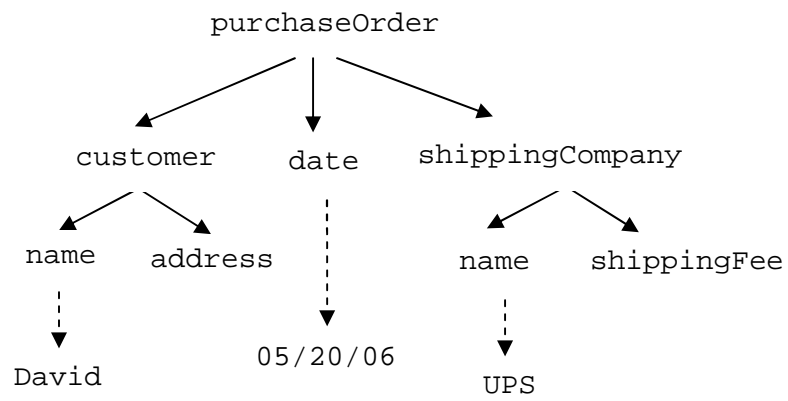 purchaseOrder
customer
date
shippingCompany
name
address
name
shippingFee
David
05/20/06
UPS